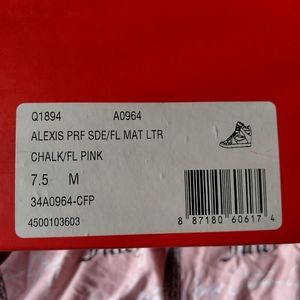 Q1894 A0964
ALEXIS PRF SDE/FL MAT LTR
CHALK/FL PINK
7.5 M
34A0964-CFP
4500103603
8 87180 60617 4